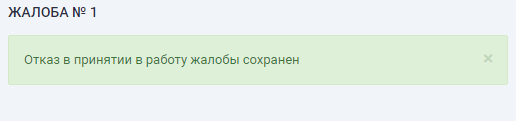 ЖАЛОБА № 1
Отказ в принятии в работу жалобы сохранен
×